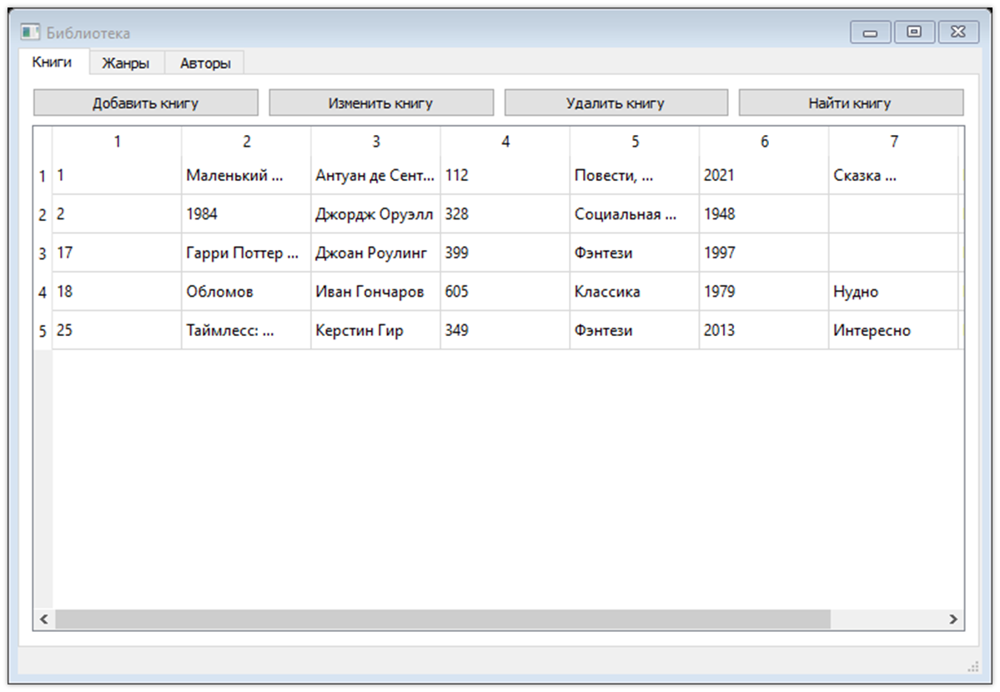 Библиотека
Книги Жанры Авторы
Добавить книгу Изменить книгу Удалить книгу Найти книгу
1 2 3 4 5 6 7
1 1 Маленький ... Антуан де Сент... 112 Повести, ... 2021 Сказка ...
2 2 1984 Джордж Оруэлл 328 Социальная ... 1948
3 17 Гарри Поттер ... Джоан Роулинг 399 Фэнтези 1997
4 18 Обломов Иван Гончаров 605 Классика 1979 Нудно
5 25 Таймлесс: ... Керстин Гир 349 Фэнтези 2013 Интересно